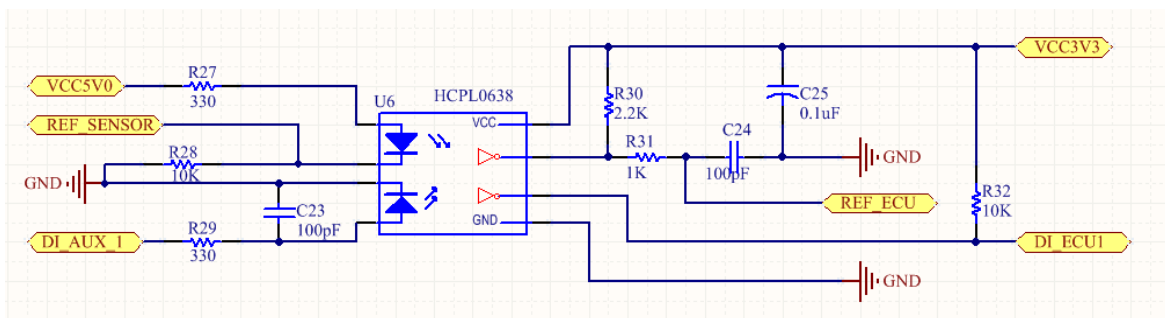 VCC5V0
R27
330
REF_SENSOR
R28
10K
GND
C23
100pF
DI_AUX_1
R29
330
U6
HCPL0638
VCC
GND
R30
2.2K
R31
1K
C24
100pF
C25
0.1uF
VCC3V3
GND
REF_ECU
R32
10K
DI_ECU1
GND